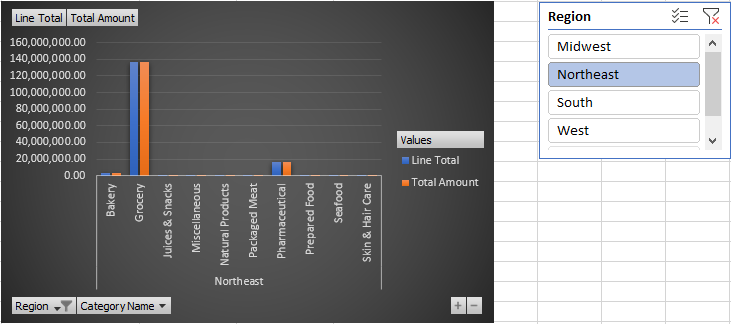 Line Total Total Amount
160,000,000.00
140,000,000.00
120,000,000.00
100,000,000.00
80,000,000.00
60,000,000.00
40,000,000.00
20,000,000.00
0.00
Bakery
Grocery
Juices & Snacks
Miscellaneous
Natural Products
Packaged Meat
Pharmaceutical
Prepared Food
Seafood
Skin & Hair Care
Northeast
Values
Line Total
Total Amount
Region Category Name
+ −
Region
Midwest
Northeast
South
West